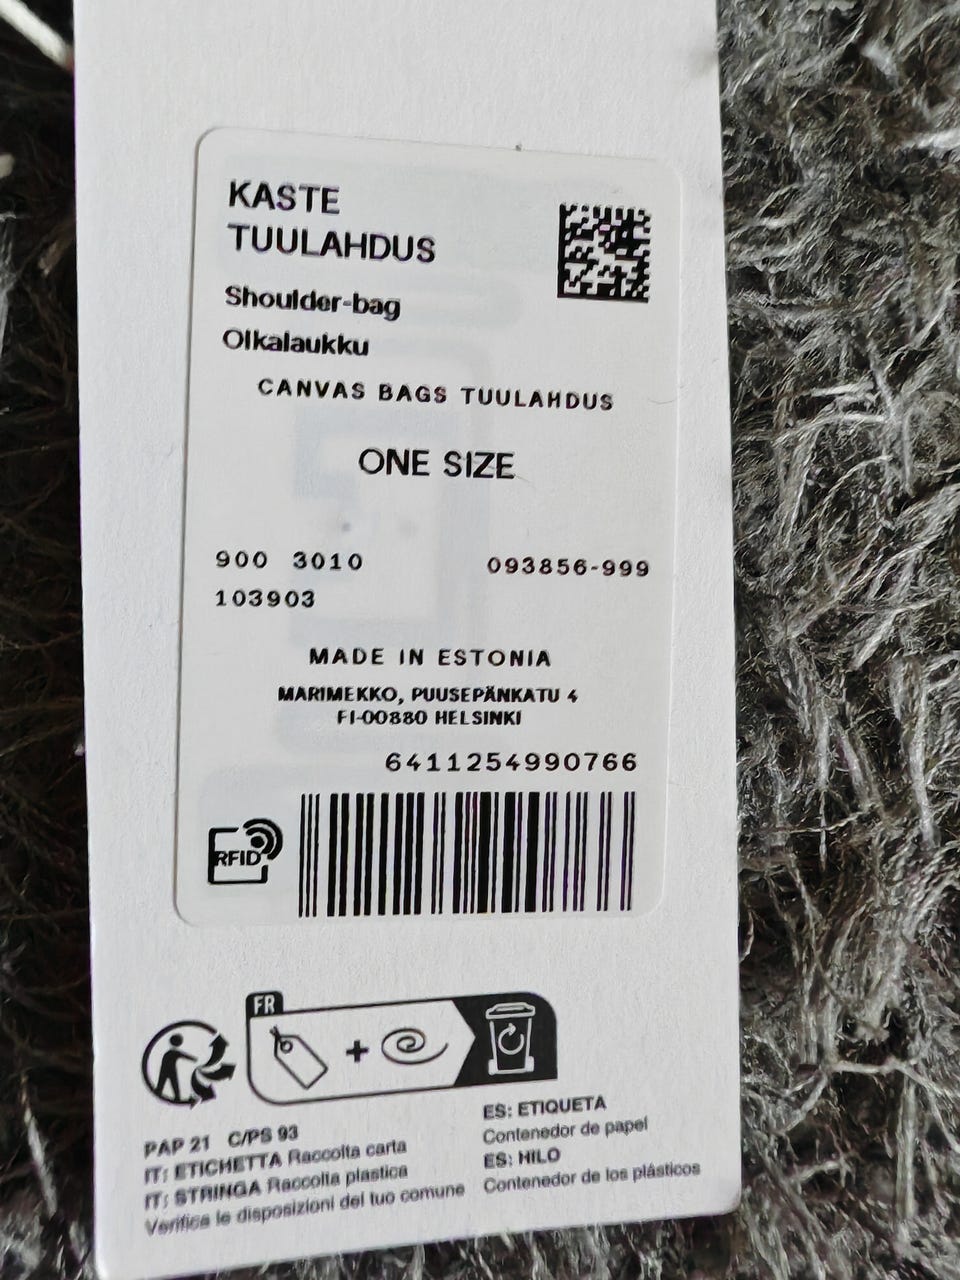 KASTE
TUULAHDUS
Shoulder-bag
Olkalaukku
CANVAS BAGS TUULAHDUS
ONE SIZE
900 3010 093856-999
103903
MADE IN ESTONIA
MARIMEKKO, PUUSEPÄNKATU 4
FI-00880 HELSINKI
6411254990766
RFID
FR
+
PAP 21 C/PS 93
IT: ETICHETTA Raccolta carta
IT: STRINGA Raccolta plastica
Verifica le disposizioni del tuo comune
ES: ETIQUETA
Contenedor de papel
ES: HILO
Contenedor de los plásticos